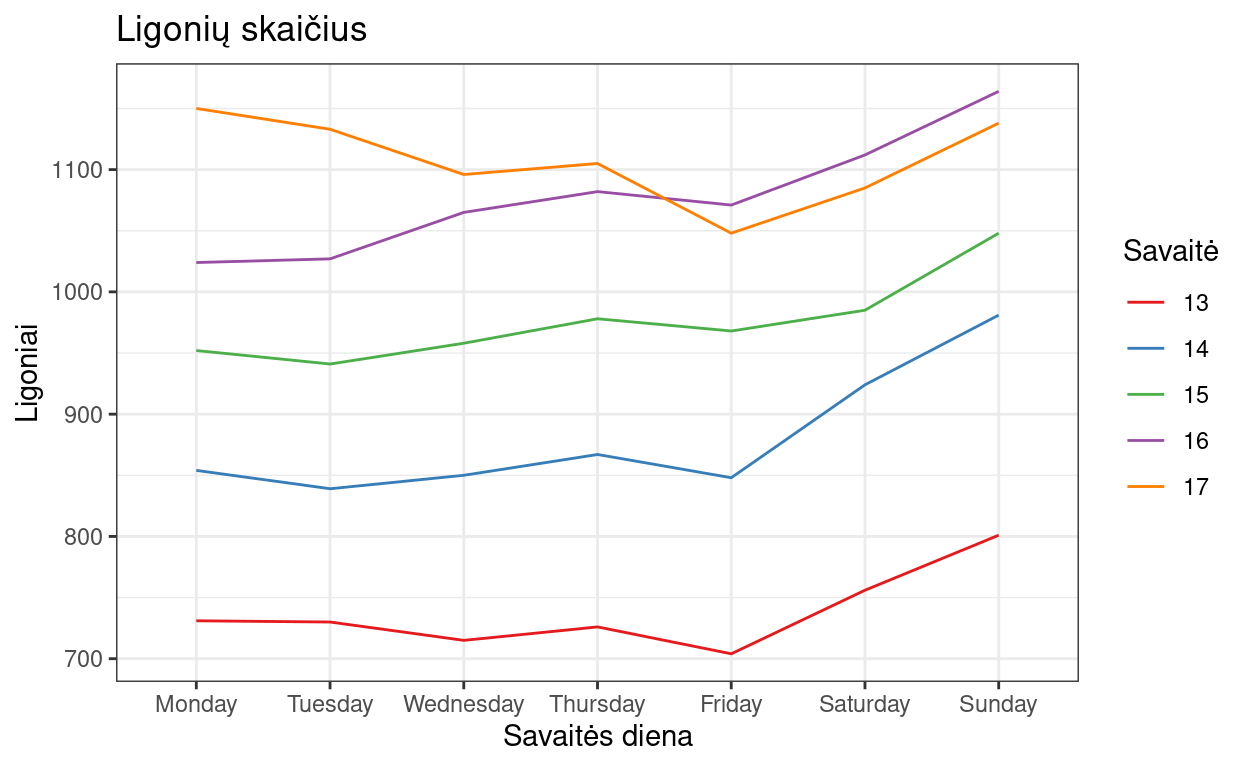 Ligonių skaičius
Ligoniai
1100
1000
900
800
700
Monday Tuesday Wednesday Thursday Friday Saturday Sunday
Savaitės diena
Savaitė
13
14
15
16
17